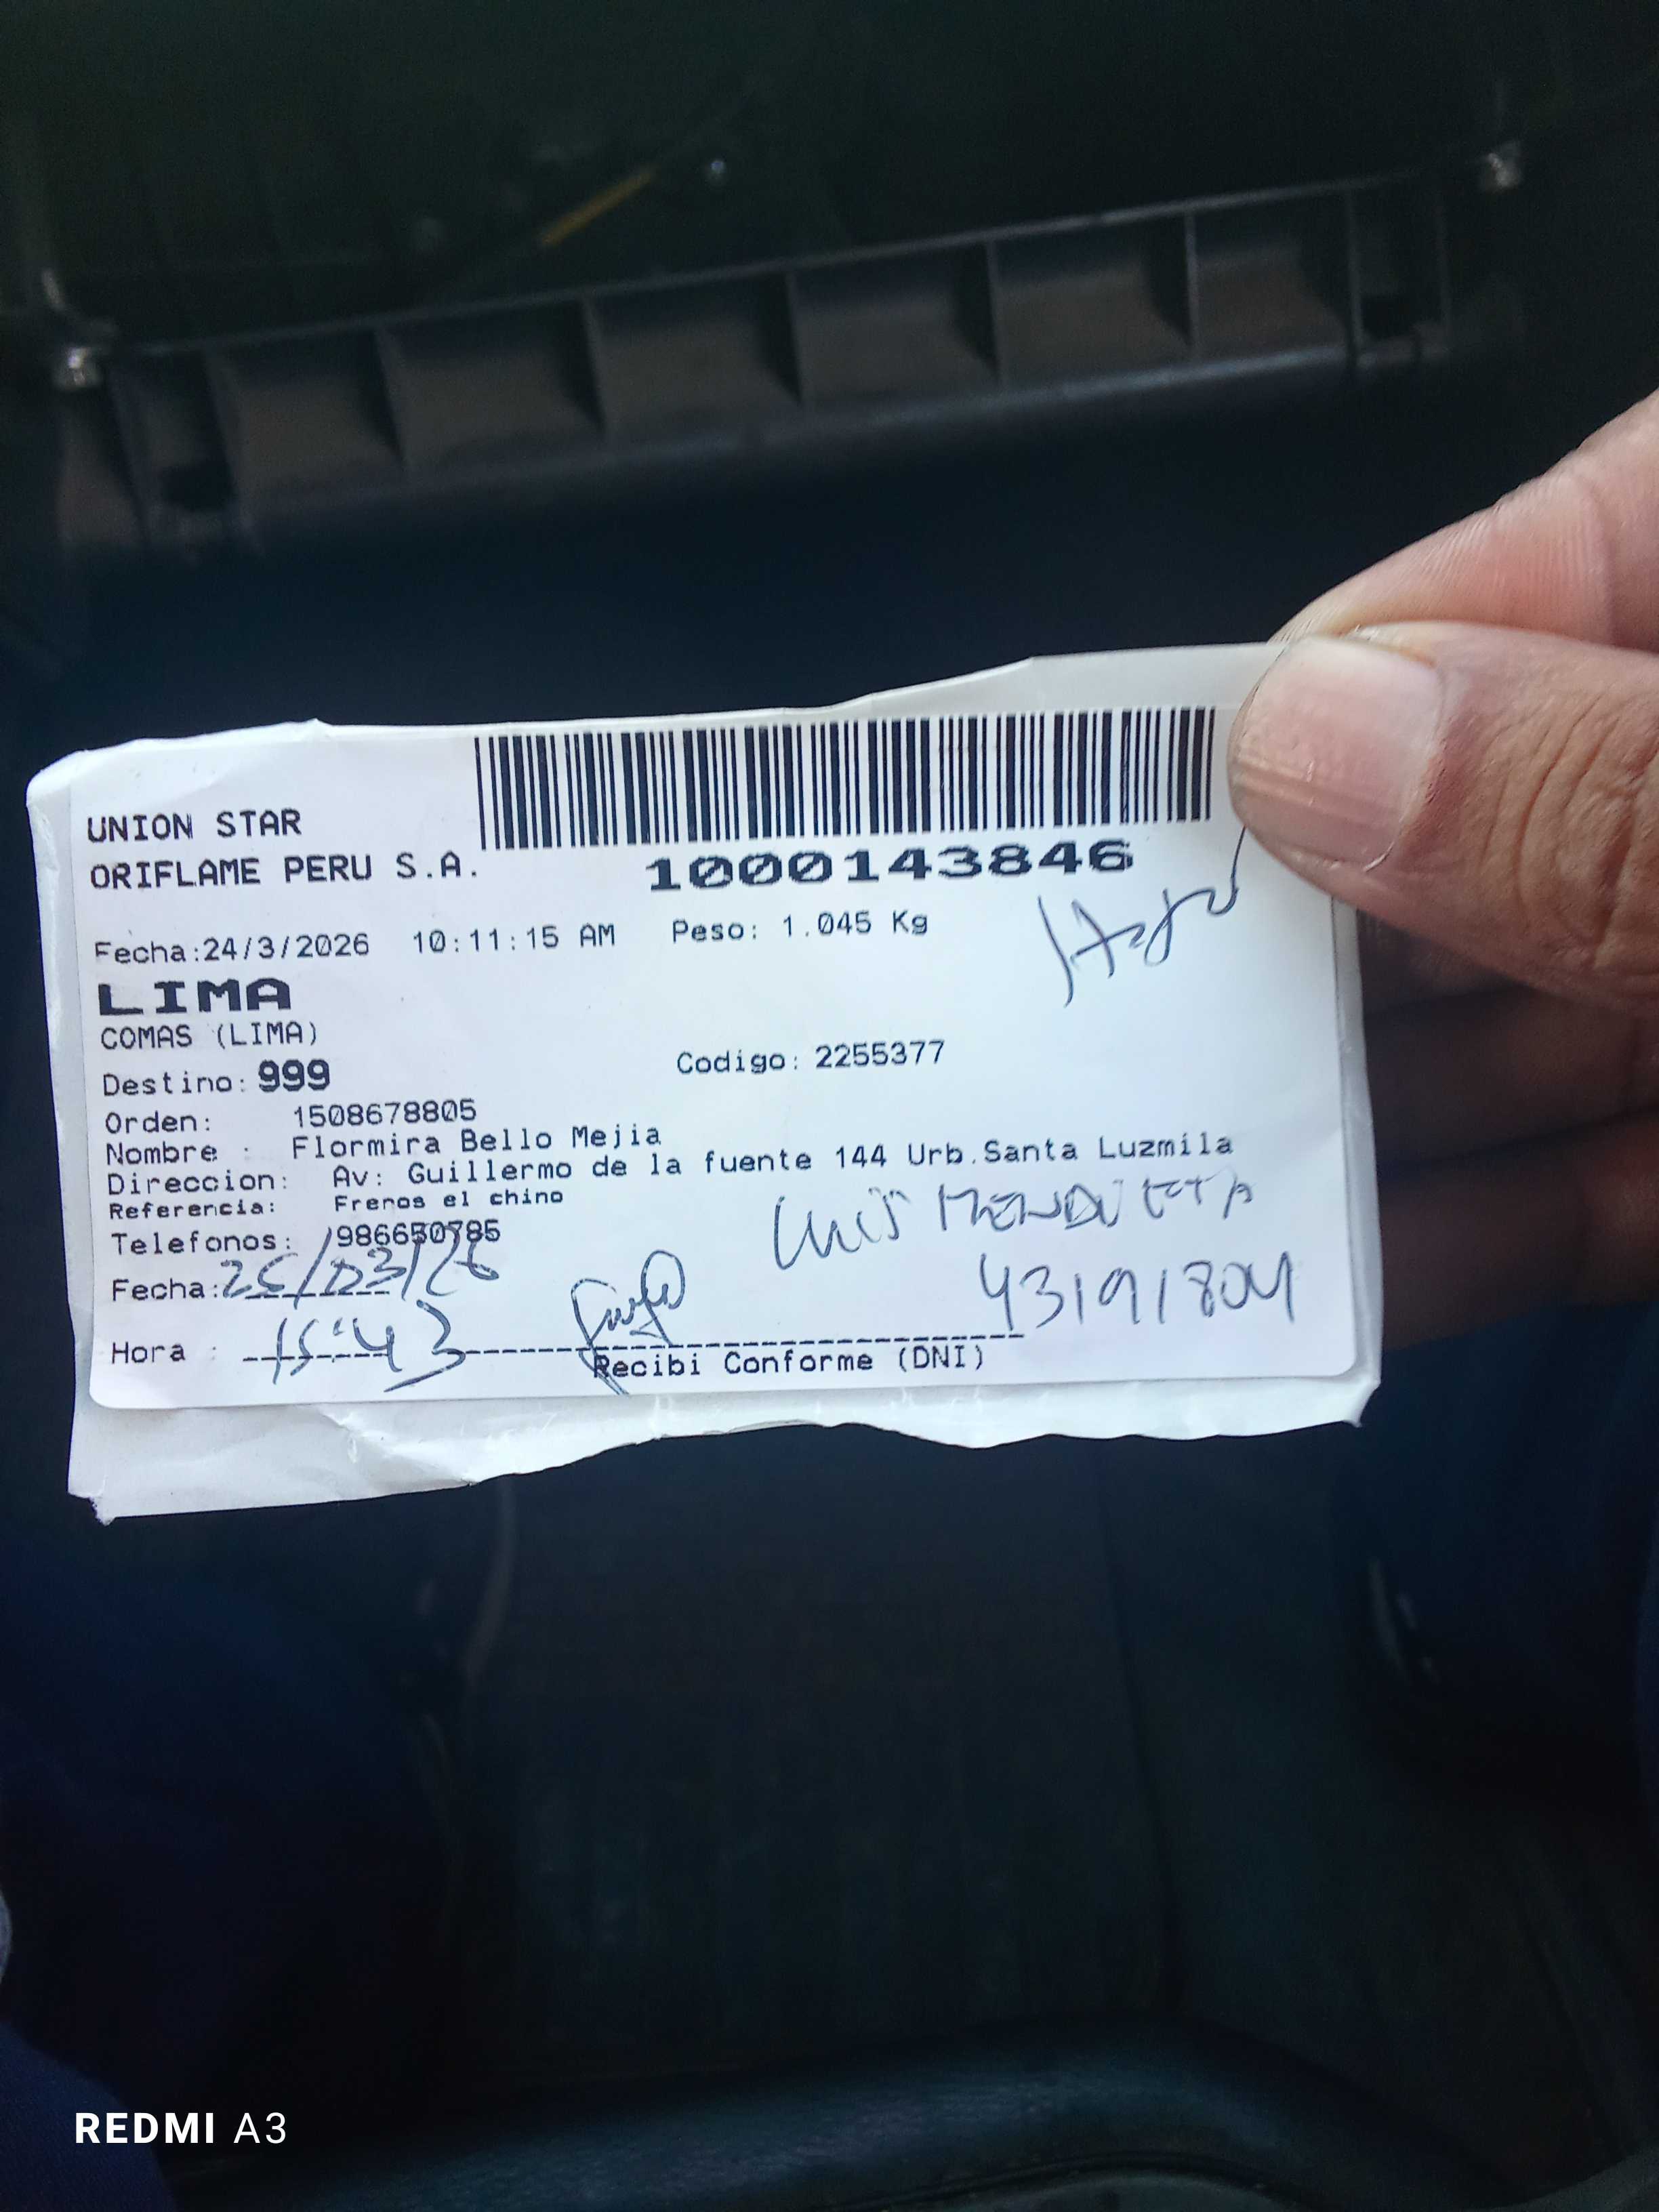 UNION STAR
ORIFLAME PERU S.A.
1000143846
Fecha:24/3/2026 10:11:15 AM Peso: 1.045 Kg
LIMA
COMAS (LIMA)
Destino: 999 Codigo: 2255377
Orden: 1508678805
Nombre : Flormira Bello Mejia
Direccion: Av: Guillermo de la fuente 144 Urb.Santa Luzmila
Referencia: Frenos el chino
Telefonos: 986650785
Luis
Fecha: 25/03/26
43191804
Hora : 15:43
Recibi Conforme (DNI)
REDMI A3